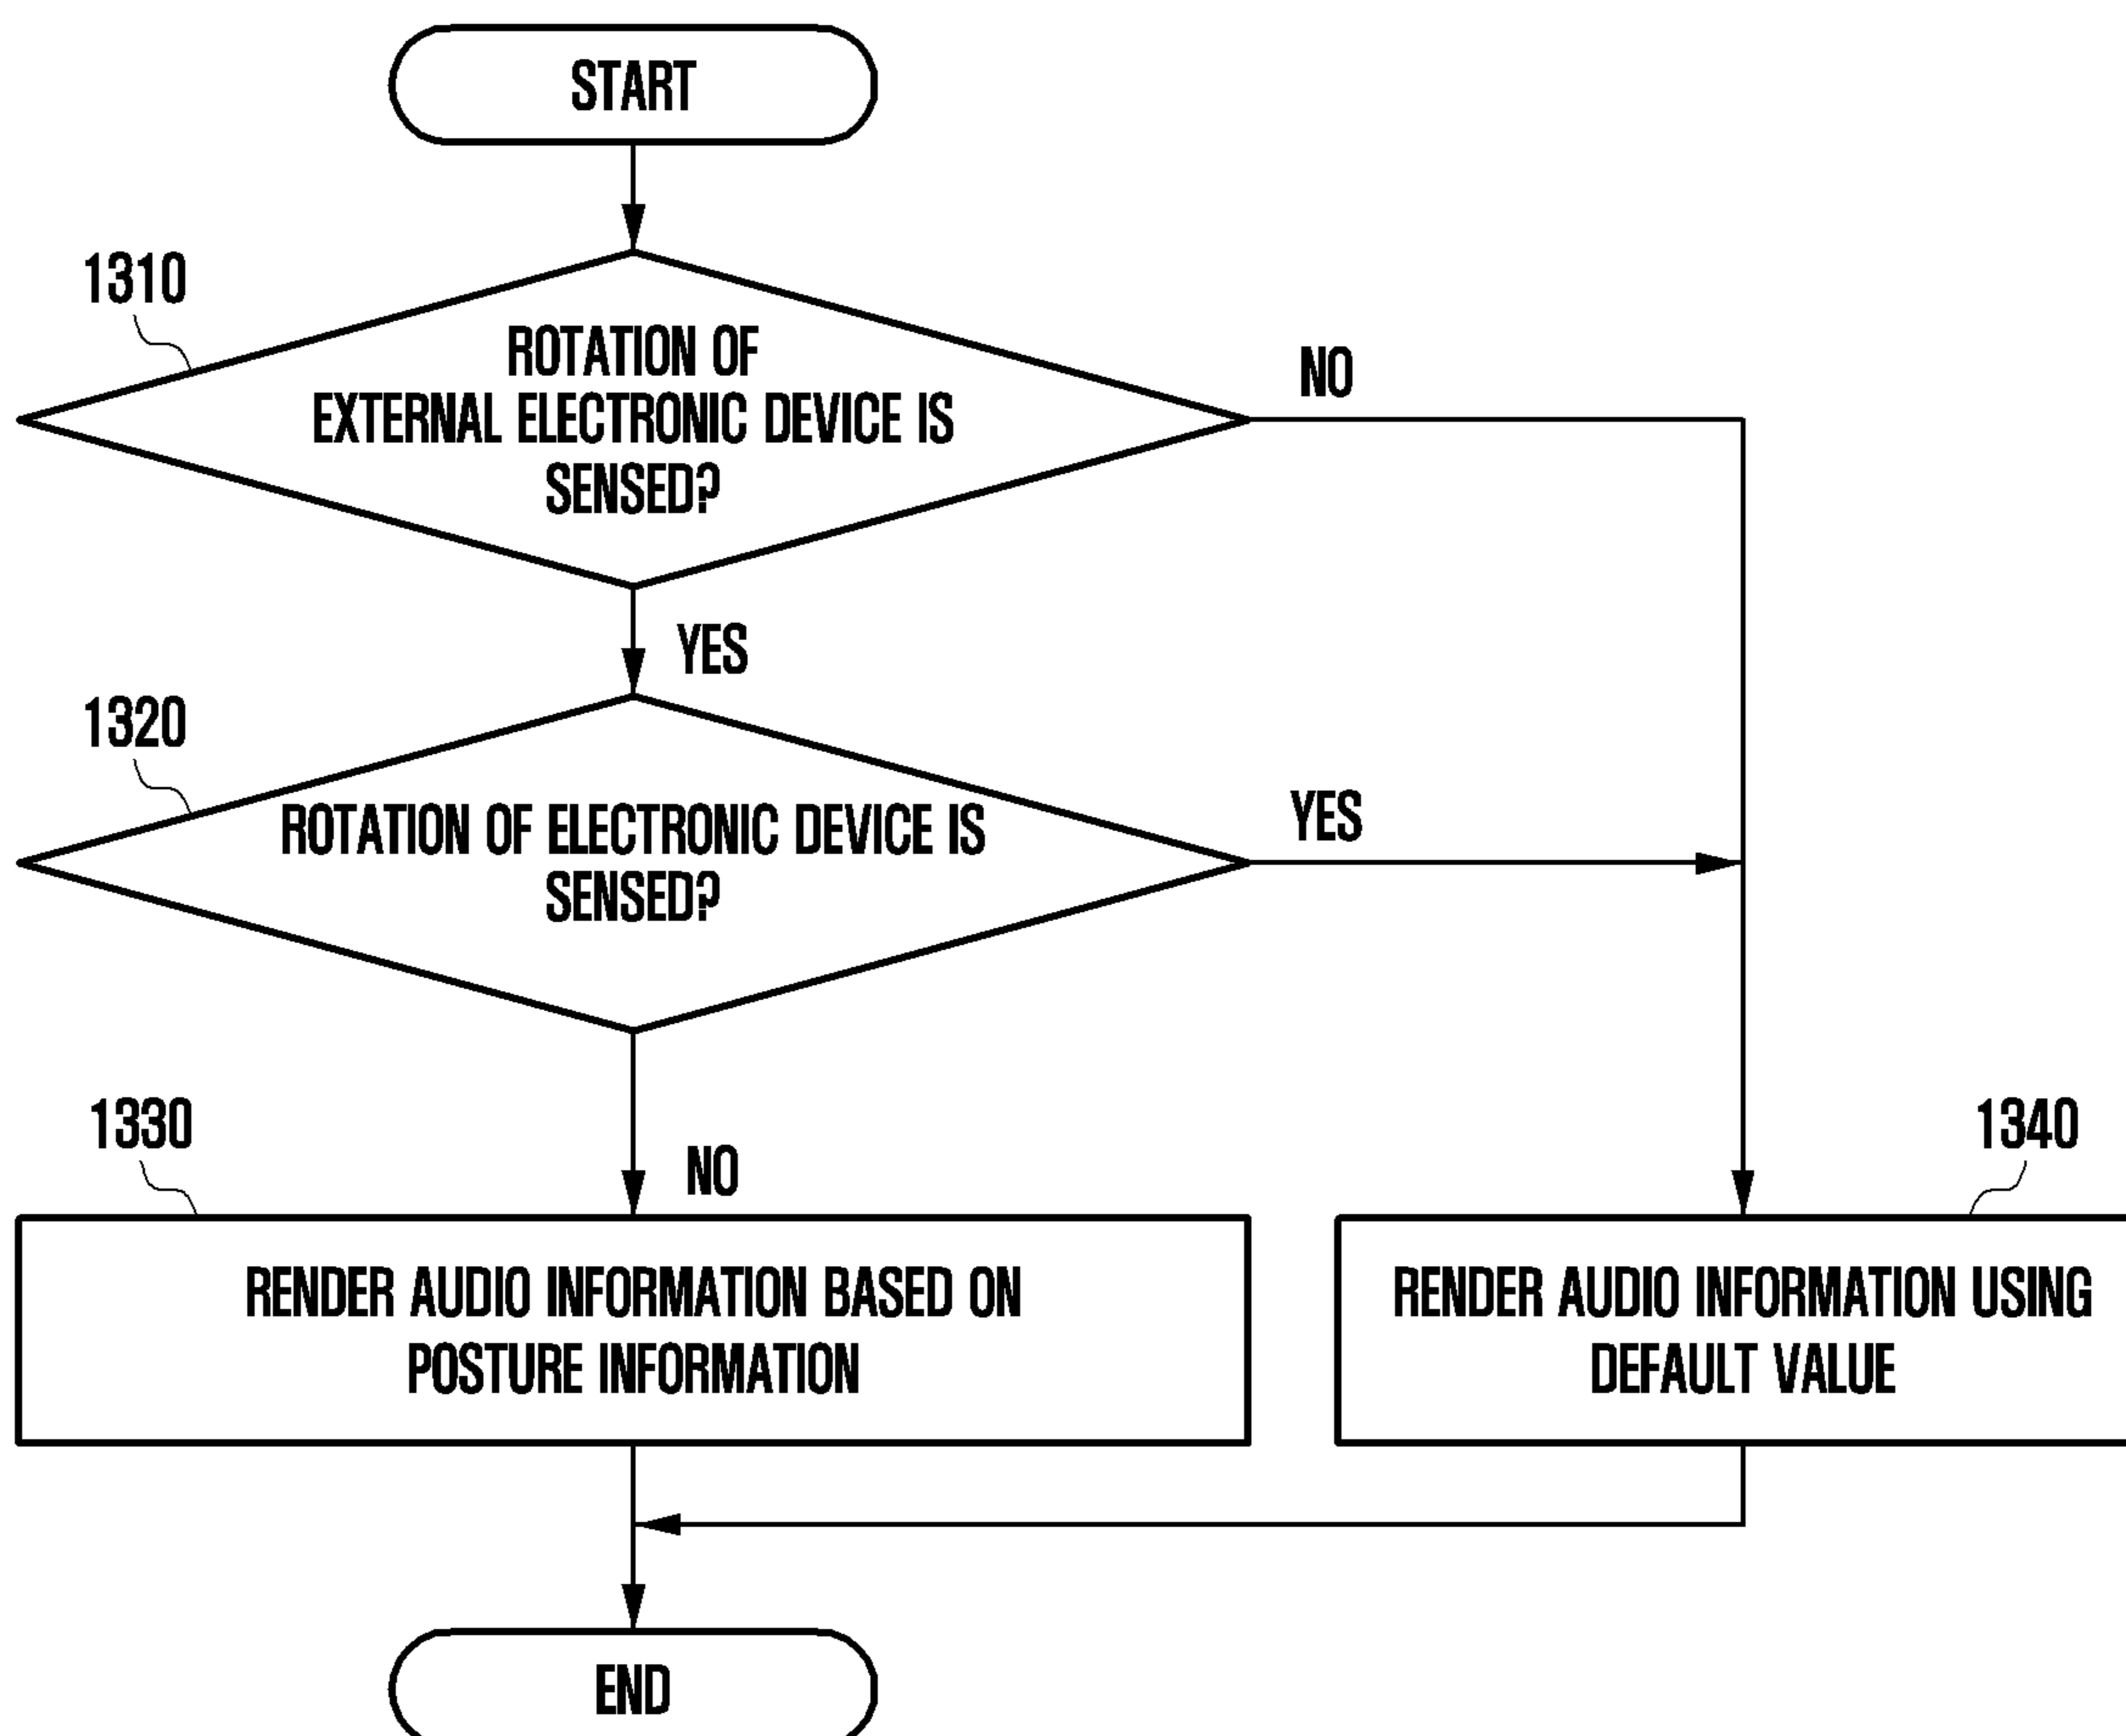 START
1310
ROTATION OF
EXTERNAL ELECTRONIC DEVICE IS
SENSED?
NO
YES
1320
ROTATION OF ELECTRONIC DEVICE IS
SENSED?
YES
NO
1330
RENDER AUDIO INFORMATION BASED ON
POSTURE INFORMATION
1340
RENDER AUDIO INFORMATION USING
DEFAULT VALUE
END